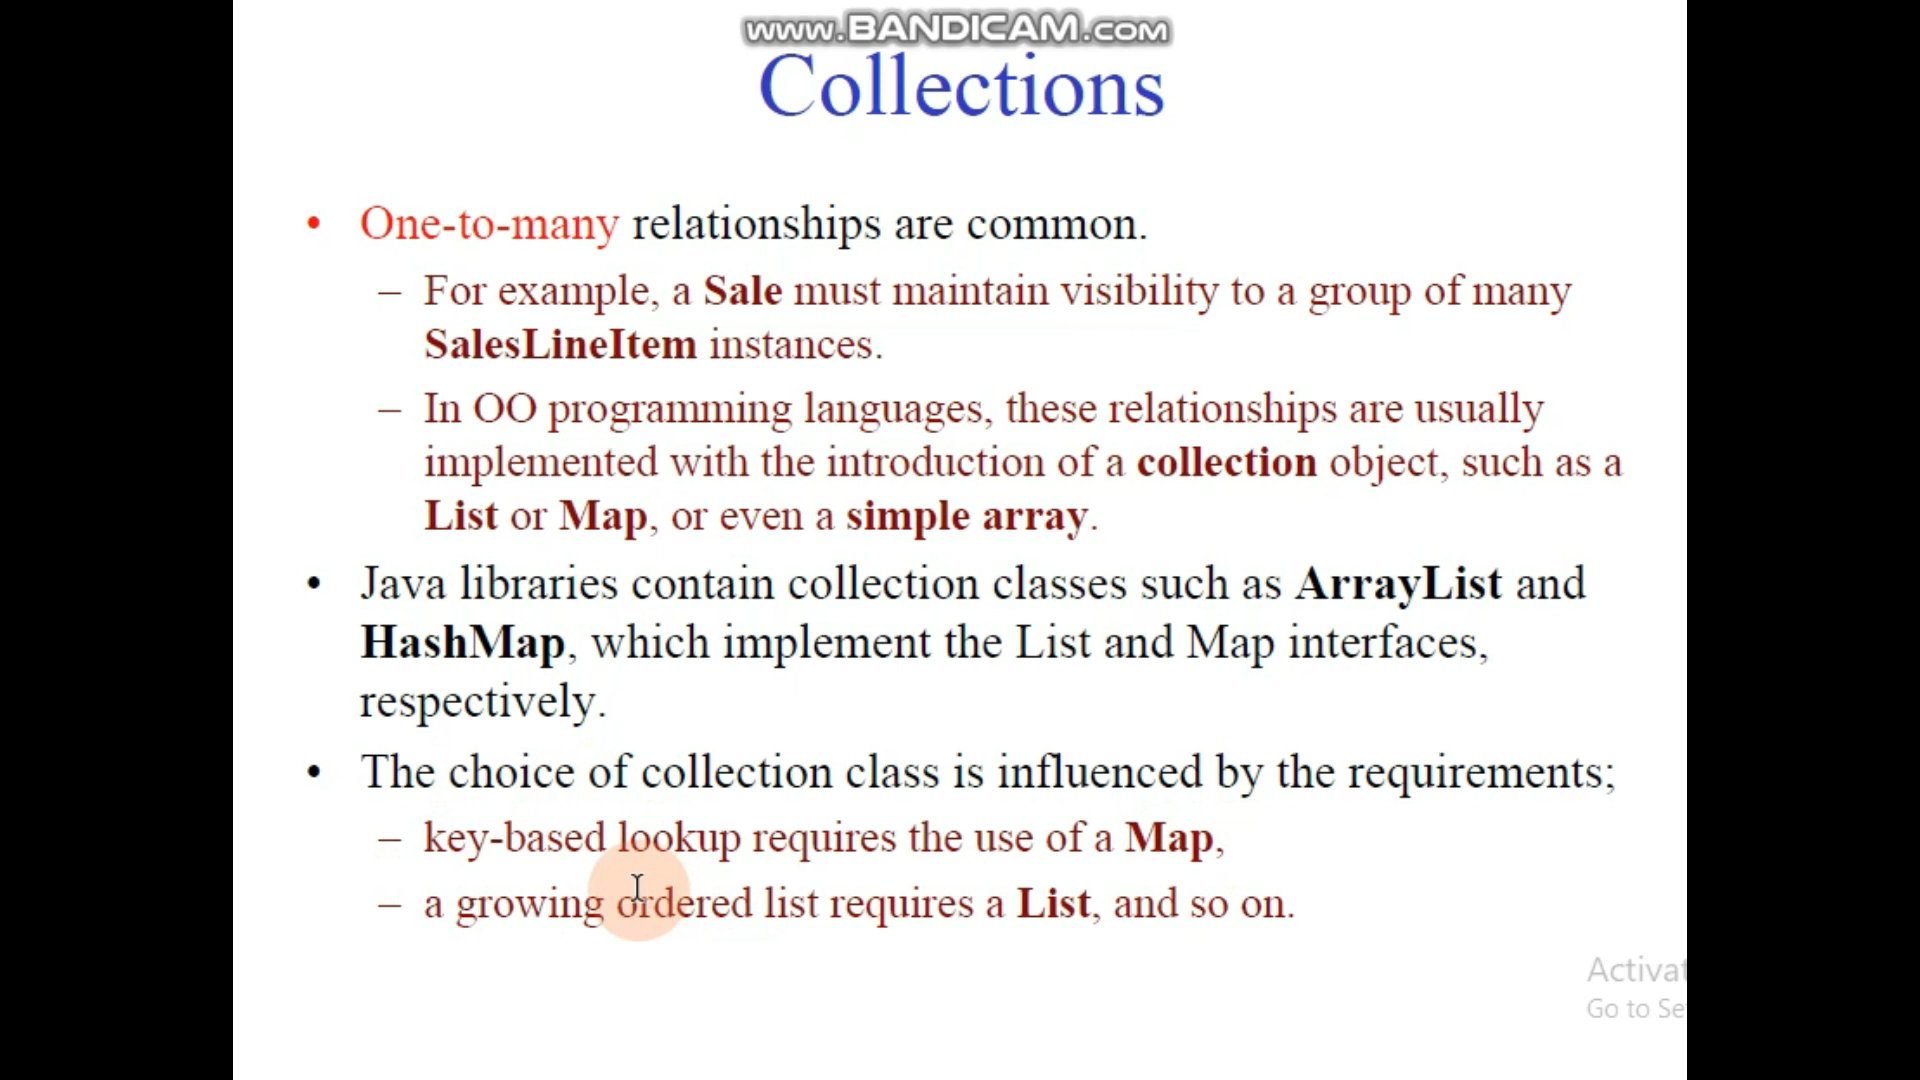 www.BANDICAM.com
Collections
• One-to-many relationships are common.
– For example, a Sale must maintain visibility to a group of many
SalesLineItem instances.
– In OO programming languages, these relationships are usually
implemented with the introduction of a collection object, such as a
List or Map, or even a simple array.
• Java libraries contain collection classes such as ArrayList and
HashMap, which implement the List and Map interfaces,
respectively.
• The choice of collection class is influenced by the requirements;
– key-based lookup requires the use of a Map,
– a growing ordered list requires a List, and so on.
Activat
Go to Se